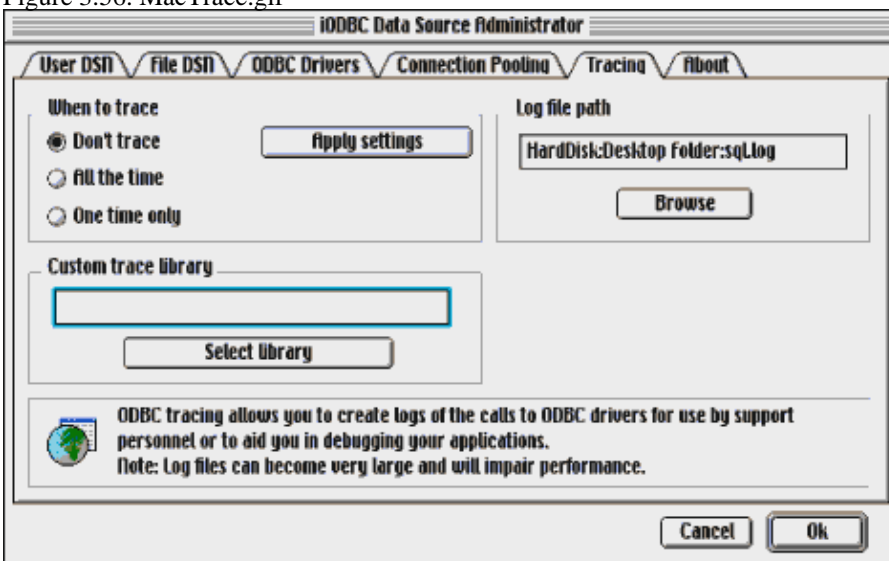 Figure 3.38. MacTrace.gif
iODBC Data Source Administrator
User DSN File DSN ODBC Drivers Connection Pooling Tracing About
When to trace
Don't trace
Apply settings
All the time
One time only
Log file path
HardDisk:Desktop Folder:sql.log
Browse
Custom trace library
Select library
ODBC tracing allows you to create logs of the calls to ODBC drivers for use by support
personnel or to aid you in debugging your applications.
Note: Log files can become very large and will impair performance.
Cancel Ok